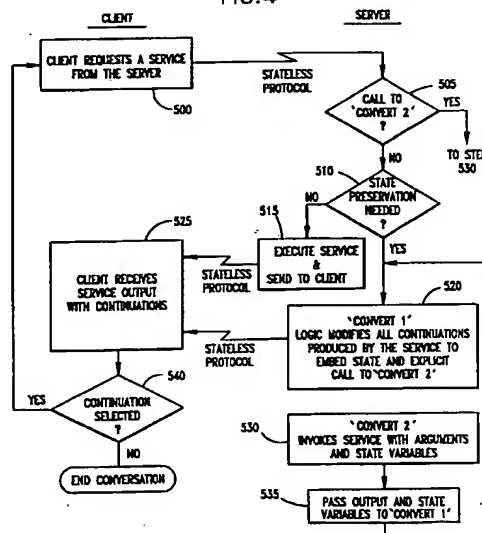 FIG.4
CLIENT
SERVER
CLIENT REQUESTS A SERVICE
FROM THE SERVER
500
STATELESS
PROTOCOL
505
CALL TO
'CONVERT 2'
?
YES
TO STEP
530
NO
510
STATE
PRESERVATION
NEEDED
?
NO
YES
515
EXECUTE SERVICE
&
SEND TO CLIENT
STATELESS
PROTOCOL
525
CLIENT RECEIVES
SERVICE OUTPUT
WITH CONTINUATIONS
520
'CONVERT 1'
LOGIC MODIFIES ALL CONTINUATIONS
PRODUCED BY THE SERVICE TO
EMBED STATE AND EXPLICIT
CALL TO 'CONVERT 2'
STATELESS
PROTOCOL
540
YES
CONTINUATION
SELECTED
?
NO
END CONVERSATION
530
'CONVERT 2'
INVOKES SERVICE WITH ARGUMENTS
AND STATE VARIABLES
535
PASS OUTPUT AND STATE
VARIABLES TO 'CONVERT 1'